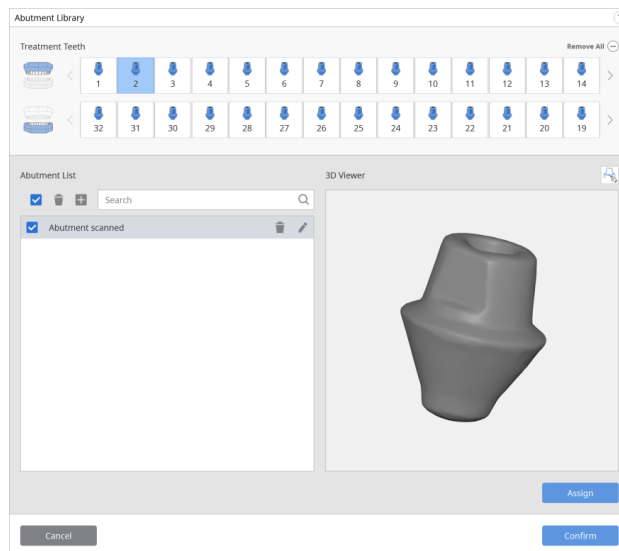 Abutment Library
Treatment Teeth
Remove All
1 2 3 4 5 6 7 8 9 10 11 12 13 14
32 31 30 29 28 27 26 25 24 23 22 21 20 19
Abutment List
3D Viewer
Search
Abutment scanned
Assign
Cancel
Confirm